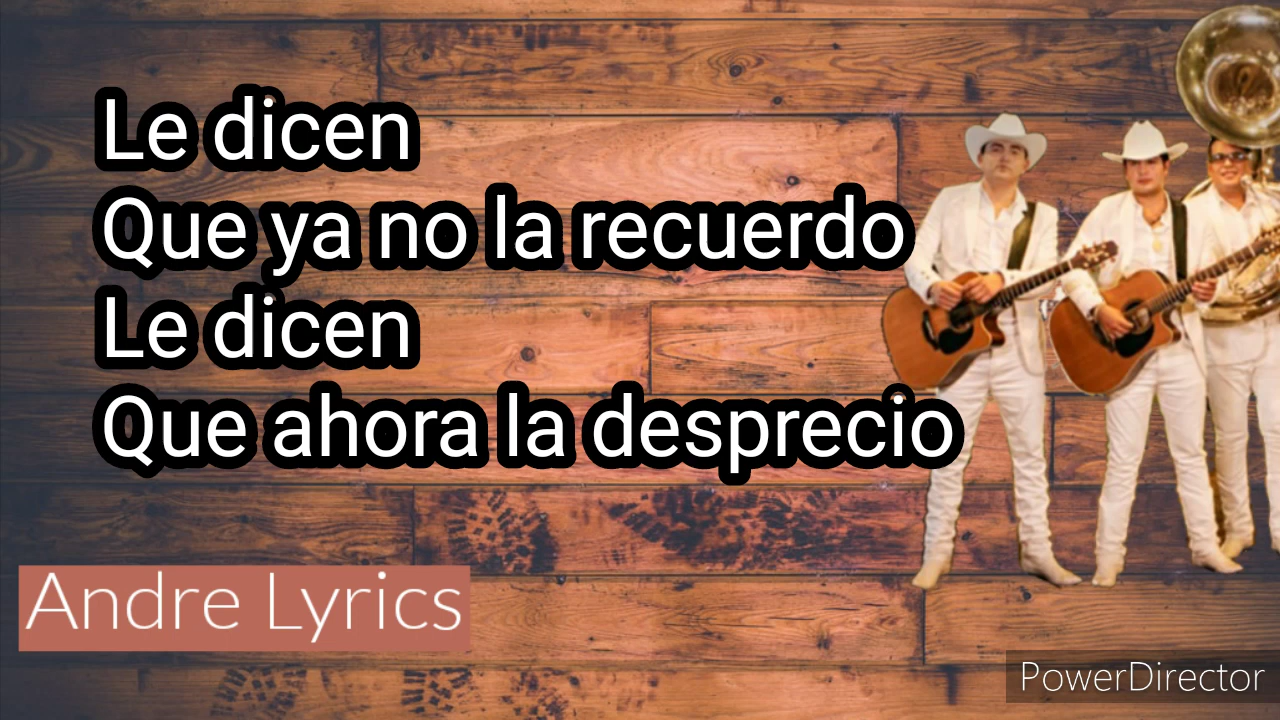 Le dicen
Que ya no la recuerdo
Le dicen
Que ahora la desprecio
Andre Lyrics
PowerDirector